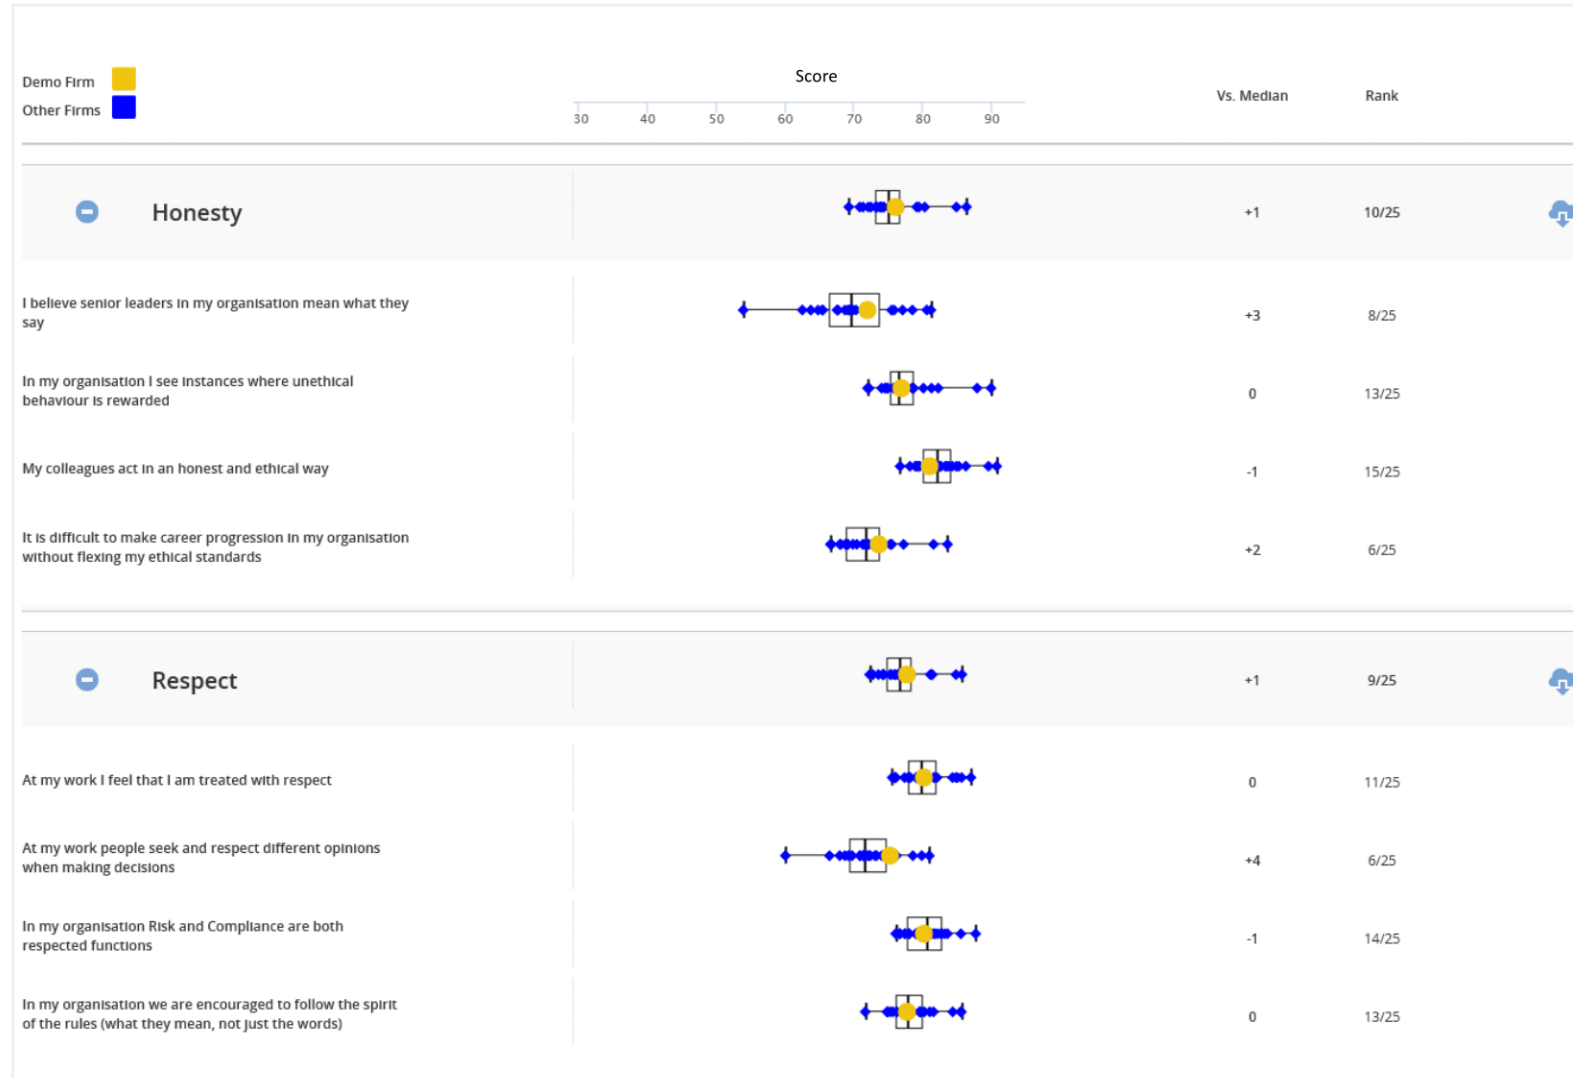 Demo Firm
Other Firms
Score
30 40 50 60 70 80 90
Vs. Median Rank
Honesty +1 10/25
I believe senior leaders in my organisation mean what they
say
+3 8/25
In my organisation I see instances where unethical
behaviour is rewarded
0 13/25
My colleagues act in an honest and ethical way
-1 15/25
It is difficult to make career progression in my organisation
without flexing my ethical standards
+2 6/25
Respect +1 9/25
At my work I feel that I am treated with respect
0 11/25
At my work people seek and respect different opinions
when making decisions
+4 6/25
In my organisation Risk and Compliance are both
respected functions
-1 14/25
In my organisation we are encouraged to follow the spirit
of the rules (what they mean, not just the words)
0 13/25